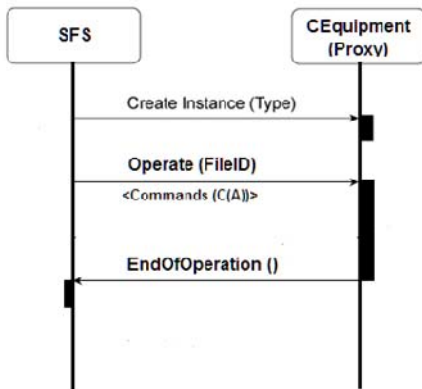 SFS
CEquipment
(Proxy)
Create Instance (Type)
Operate (FileID)
<Commands (C(A))>
EndOfOperation ()